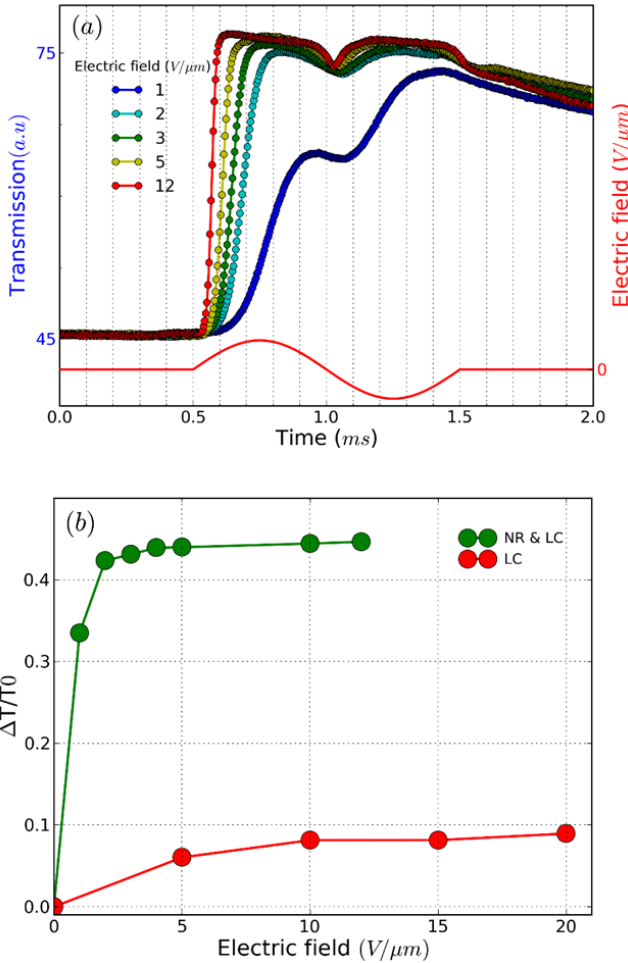 (a)
75
Electric field (V/μm)
1
2
3
5
12
45
0
Transmission(a.u)
Electric field (V/μm)
0.0 0.5 1.0 1.5 2.0
Time (ms)
(b)
NR & LC
LC
0.4
0.3
0.2
0.1
0.0
ΔT/T0
0 5 10 15 20
Electric field (V/μm)